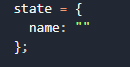 state = {
  name: ""
};